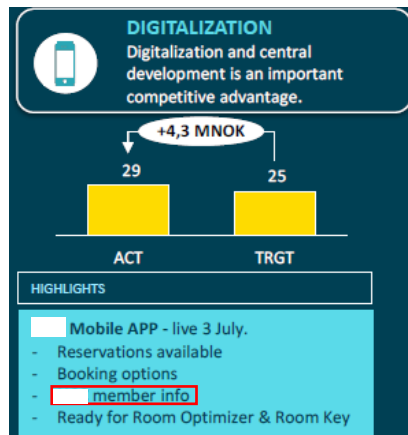 DIGITALIZATION
Digitalization and central
development is an important
competitive advantage.
+4,3 MNOK
29
25
ACT
TRGT
HIGHLIGHTS
Mobile APP - live 3 July.
- Reservations available
- Booking options
- member info
- Ready for Room Optimizer & Room Key